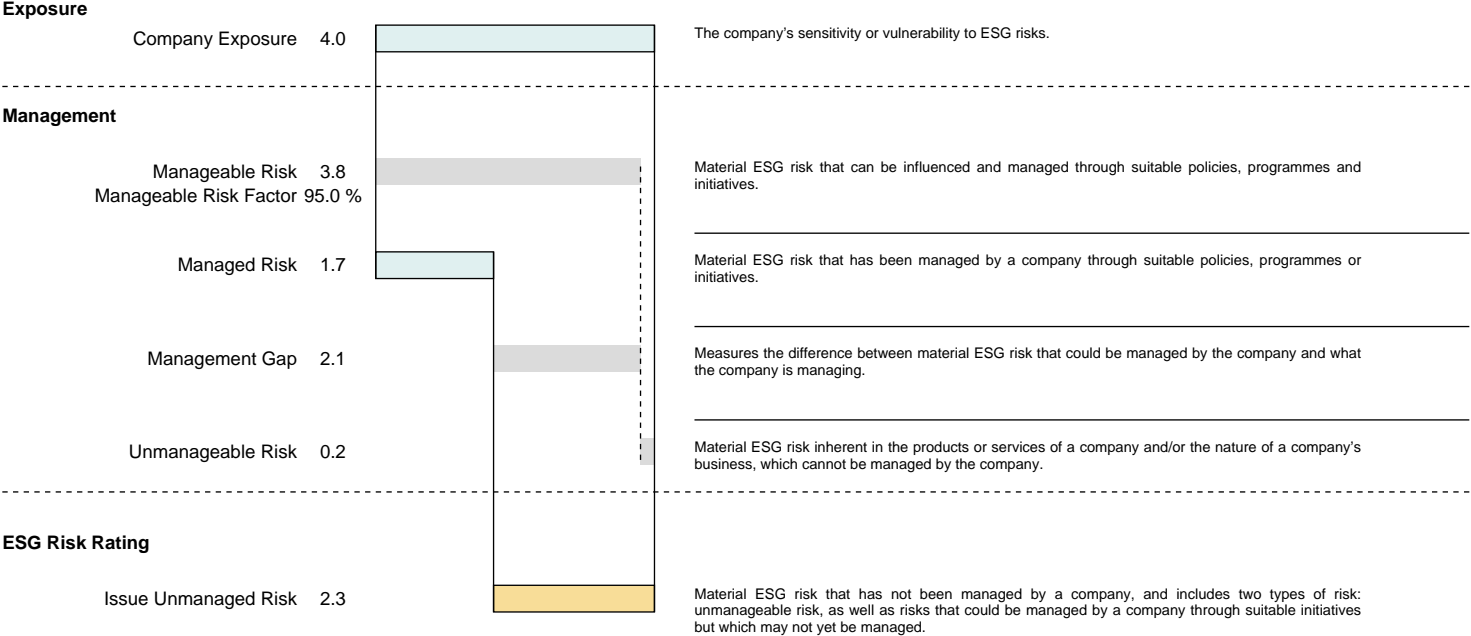 Exposure
Company Exposure 4.0
The company’s sensitivity or vulnerability to ESG risks.
Management
Manageable Risk 3.8
Manageable Risk Factor 95.0 %
Material ESG risk that can be influenced and managed through suitable policies, programmes and
initiatives.
Managed Risk 1.7
Material ESG risk that has been managed by a company through suitable policies, programmes or
initiatives.
Management Gap 2.1
Measures the difference between material ESG risk that could be managed by the company and what
the company is managing.
Unmanageable Risk 0.2
Material ESG risk inherent in the products or services of a company and/or the nature of a company’s
business, which cannot be managed by the company.
ESG Risk Rating
Issue Unmanaged Risk 2.3
Material ESG risk that has not been managed by a company, and includes two types of risk:
unmanageable risk, as well as risks that could be managed by a company through suitable initiatives
but which may not yet be managed.